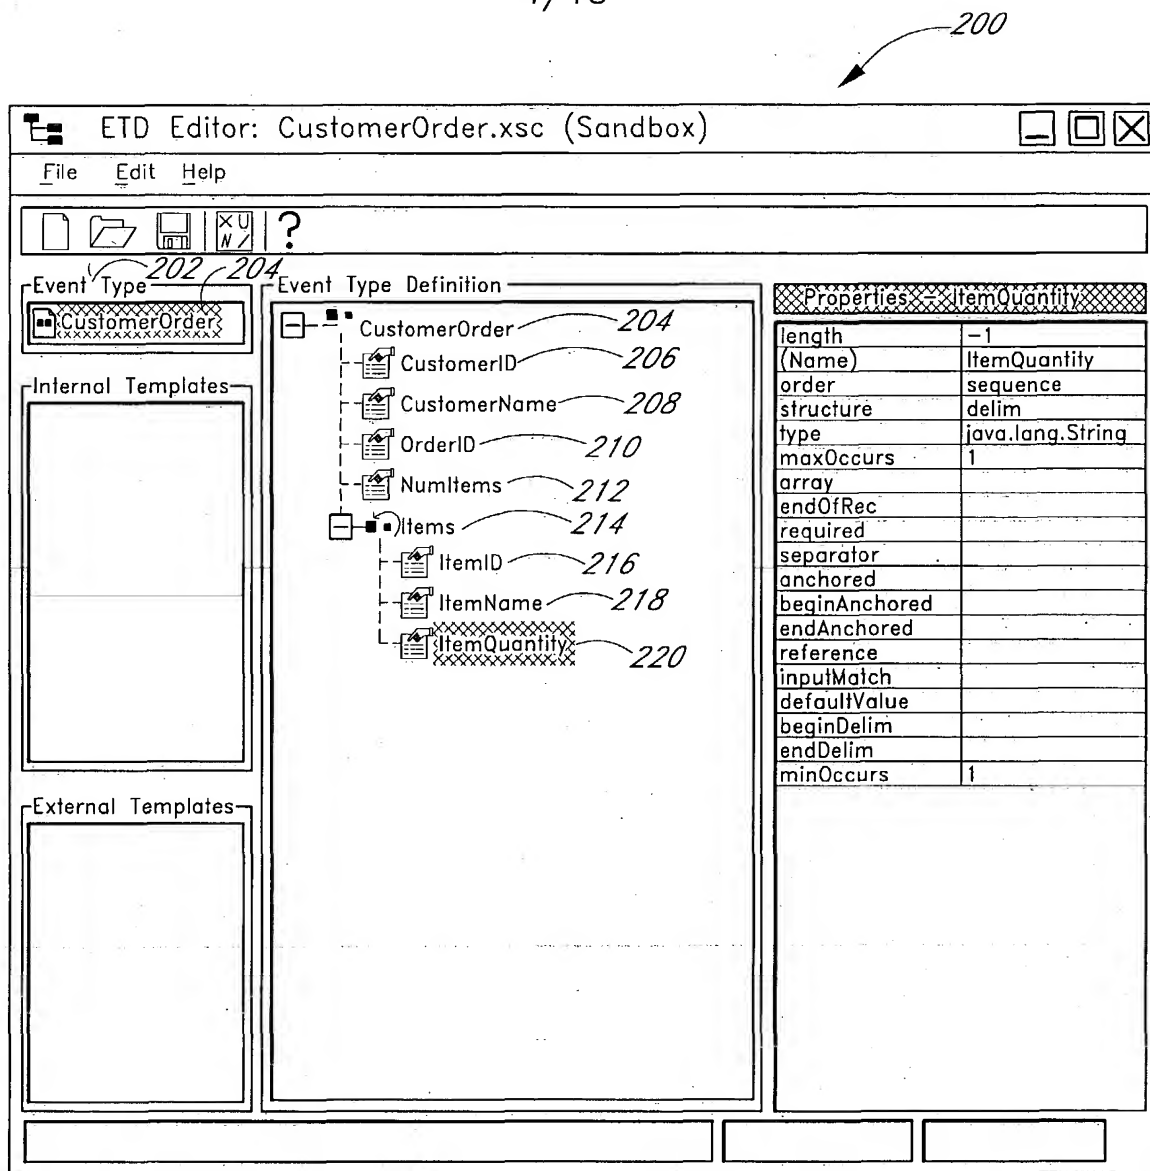 200
ETD Editor: CustomerOrder.xsc (Sandbox)
File Edit Help
X U
N /
?
Event Type 202 204
CustomerOrder
Internal Templates
External Templates
Event Type Definition
CustomerOrder 204
CustomerID 206
CustomerName 208
OrderID 210
NumItems 212
Items 214
ItemID 216
ItemName 218
ItemQuantity 220
Properties - ItemQuantity
length -1
(Name) ItemQuantity
order sequence
structure delim
type java.lang.String
maxOccurs 1
array
endOfRec
required
separator
anchored
beginAnchored
endAnchored
reference
inputMatch
defaultValue
beginDelim
endDelim
minOccurs 1